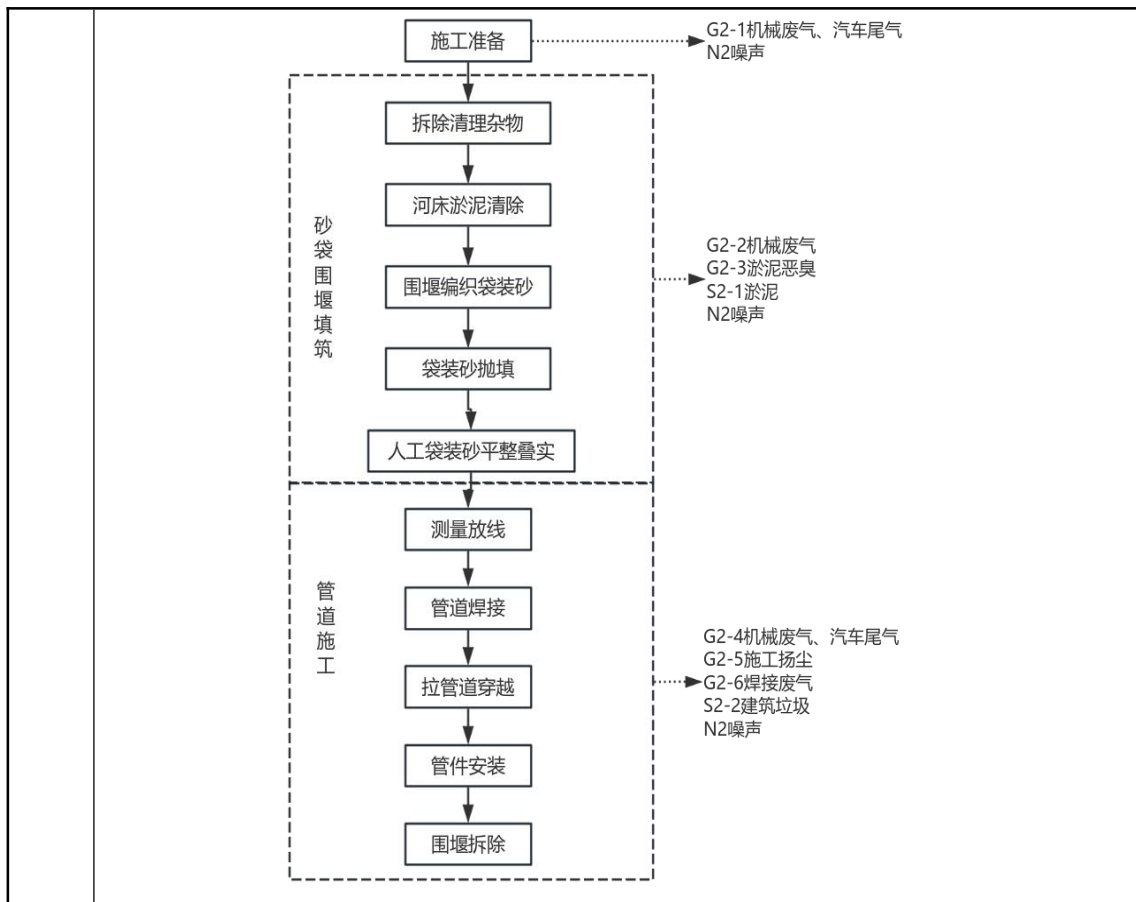 施工准备
G2-1机械废气、汽车尾气
N2噪声
砂袋围堰填筑
拆除清理杂物
河床淤泥清除
围堰编织袋装砂
袋装砂抛填
人工袋装砂平整叠实
G2-2机械废气
G2-3淤泥恶臭
S2-1淤泥
N2噪声
管道施工
测量放线
管道焊接
拉管道穿越
管件安装
围堰拆除
G2-4机械废气、汽车尾气
G2-5施工扬尘
G2-6焊接废气
S2-2建筑垃圾
N2噪声